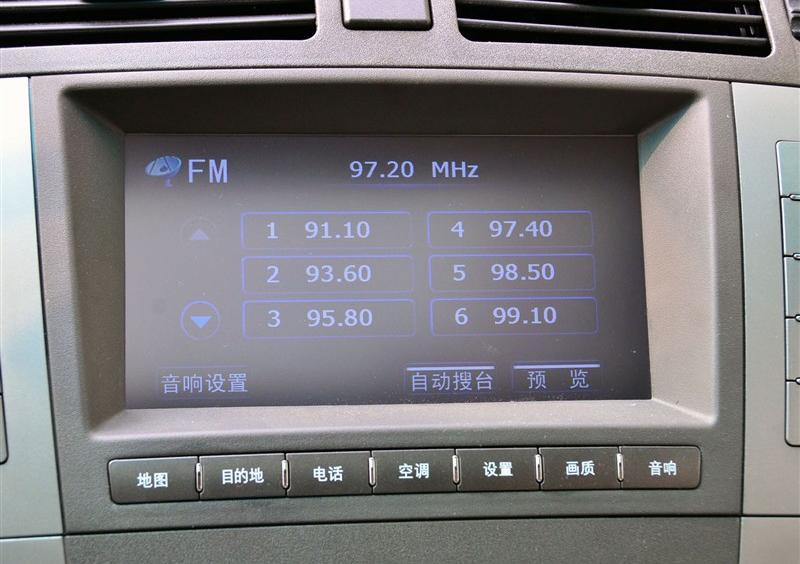 FM 97.20 MHz
1 91.10 4 97.40
2 93.60 5 98.50
3 95.80 6 99.10
音响设置 自动搜台 预 览
地图 目的地 电话 空调 设置 画质 音响